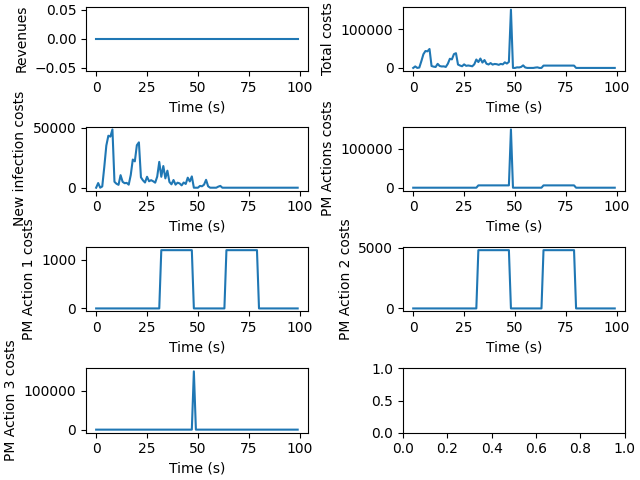 Revenues
0.05
0.00
−0.05
0 25 50 75 100
Time (s)
Total costs
100000
0
0 25 50 75 100
Time (s)
New infection costs
50000
0
0 25 50 75 100
Time (s)
PM Actions costs
100000
0
0 25 50 75 100
Time (s)
PM Action 1 costs
1000
0
0 25 50 75 100
Time (s)
PM Action 2 costs
5000
0
0 25 50 75 100
Time (s)
PM Action 3 costs
100000
0
0 25 50 75 100
Time (s)
1.0
0.5
0.0
0.0 0.2 0.4 0.6 0.8 1.0